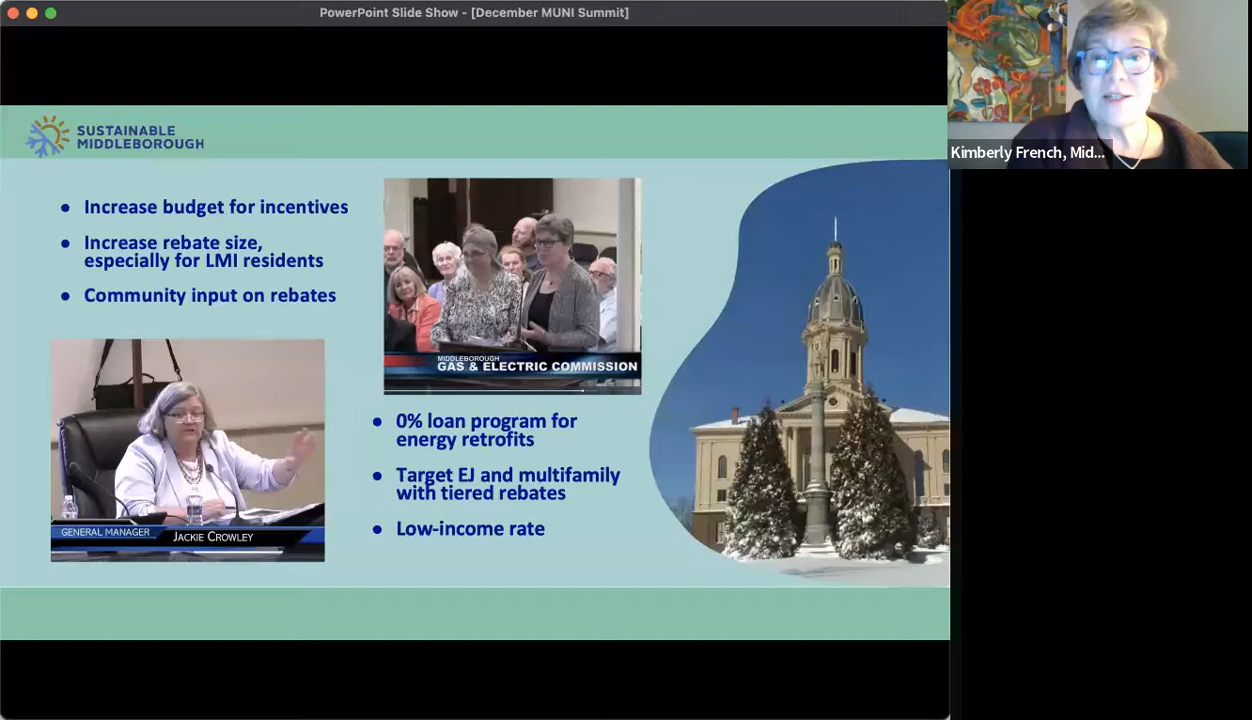 PowerPoint Slide Show - [December MUNI Summit]
Kimberly French, Mid...
SUSTAINABLE
MIDDLEBOROUGH
• Increase budget for incentives
• Increase rebate size,
especially for LMI residents
• Community input on rebates
MIDDLEBOROUGH
GAS & ELECTRIC COMMISSION
GENERAL MANAGER
JACKIE CROWLEY
• 0% loan program for
energy retrofits
• Target EJ and multifamily
with tiered rebates
• Low-income rate